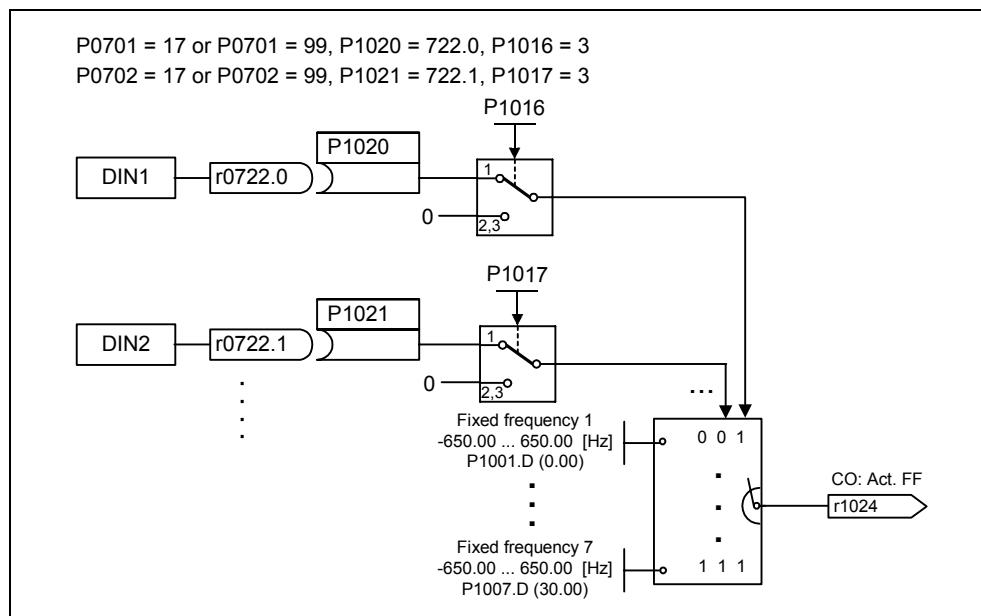 P0701 = 17 or P0701 = 99, P1020 = 722.0, P1016 = 3
P0702 = 17 or P0702 = 99, P1021 = 722.1, P1017 = 3
P1016
P1020
DIN1
r0722.0
1
0
2,3
P1017
P1021
DIN2
r0722.1
1
0
2,3
...
Fixed frequency 1
-650.00 ... 650.00 [Hz]
P1001.D (0.00)
0 0 1
CO: Act. FF
r1024
Fixed frequency 7
-650.00 ... 650.00 [Hz]
P1007.D (30.00)
1 1 1